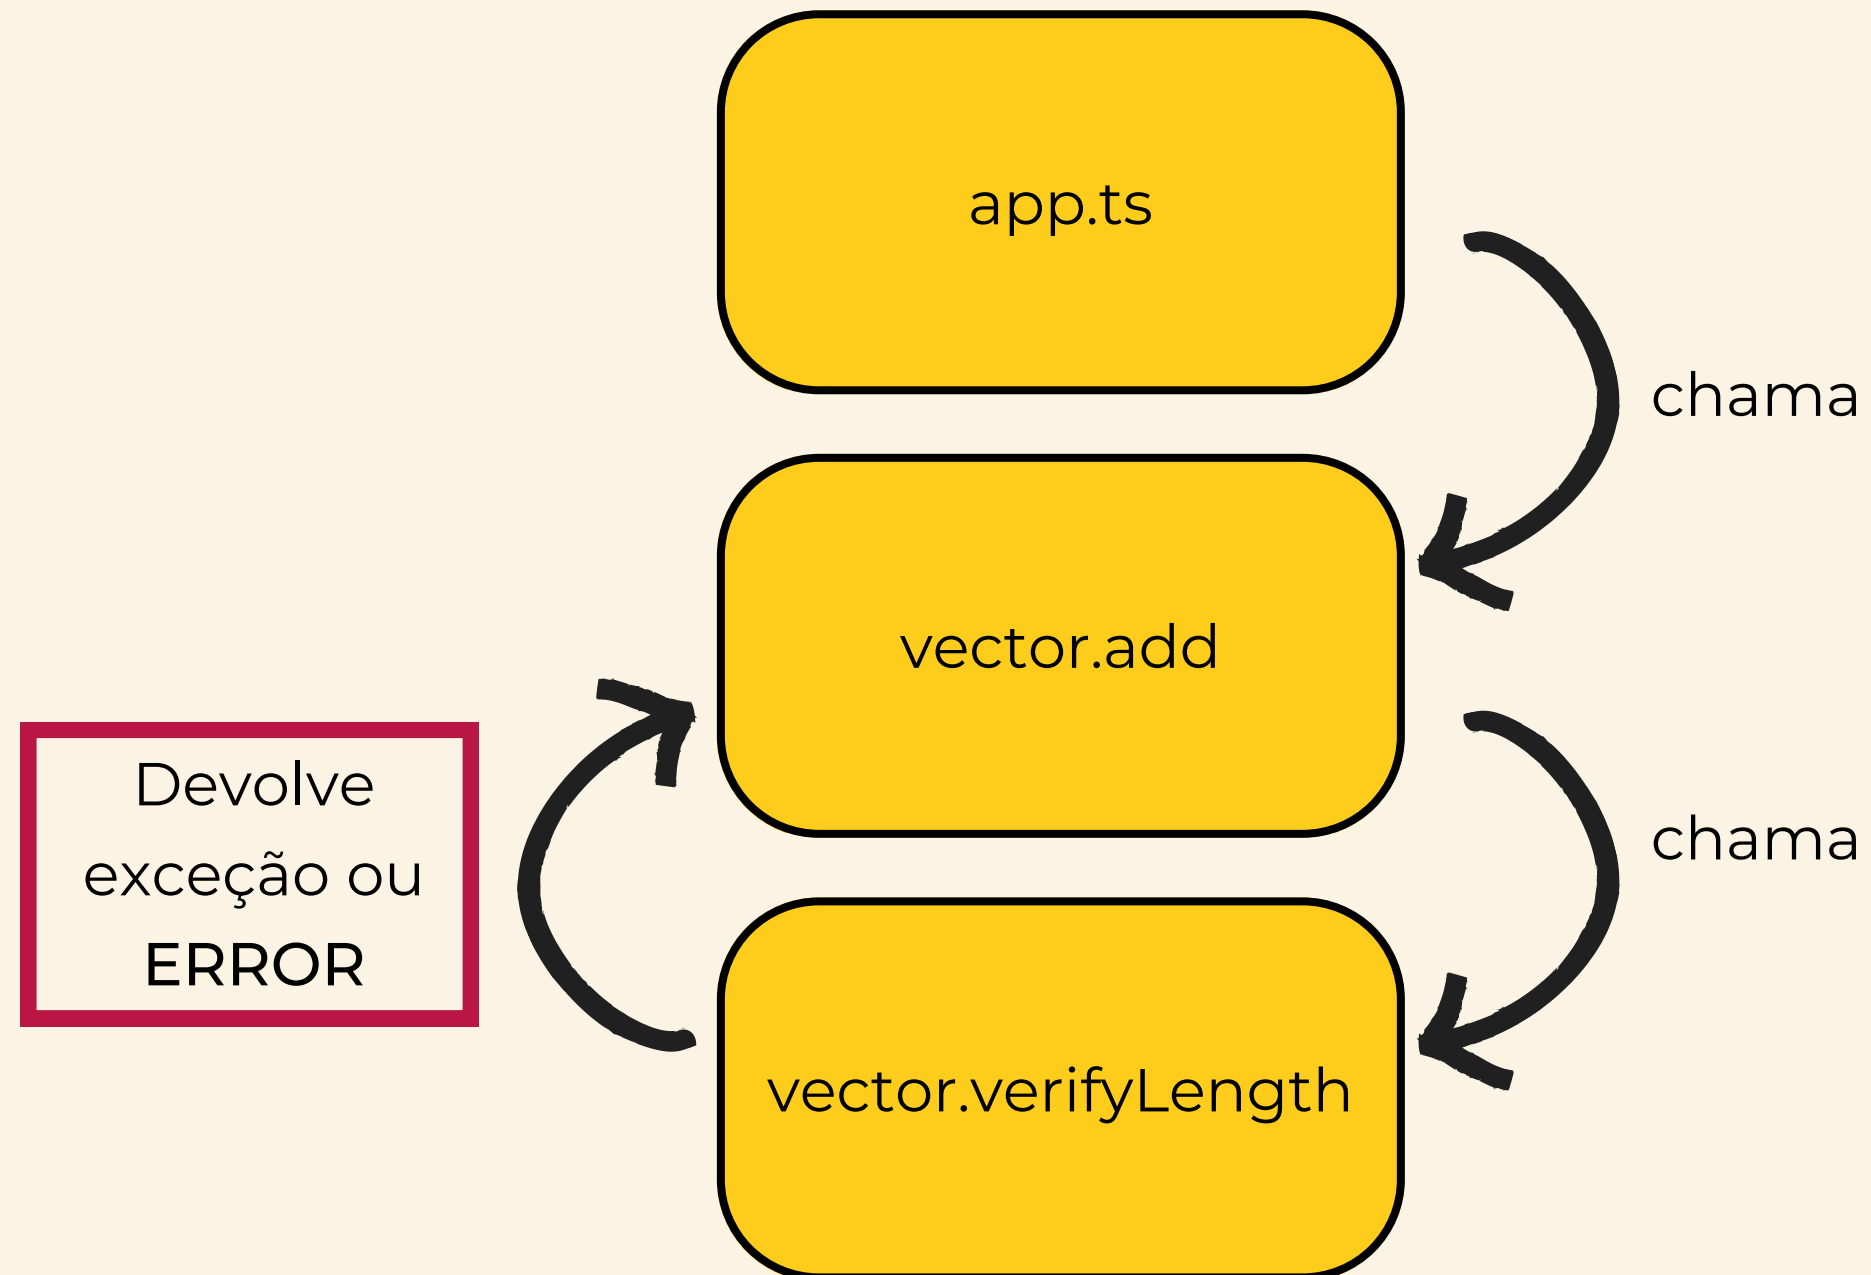 app.ts
chama
vector.add
Devolve
exceção ou
ERROR
chama
vector.verifyLength